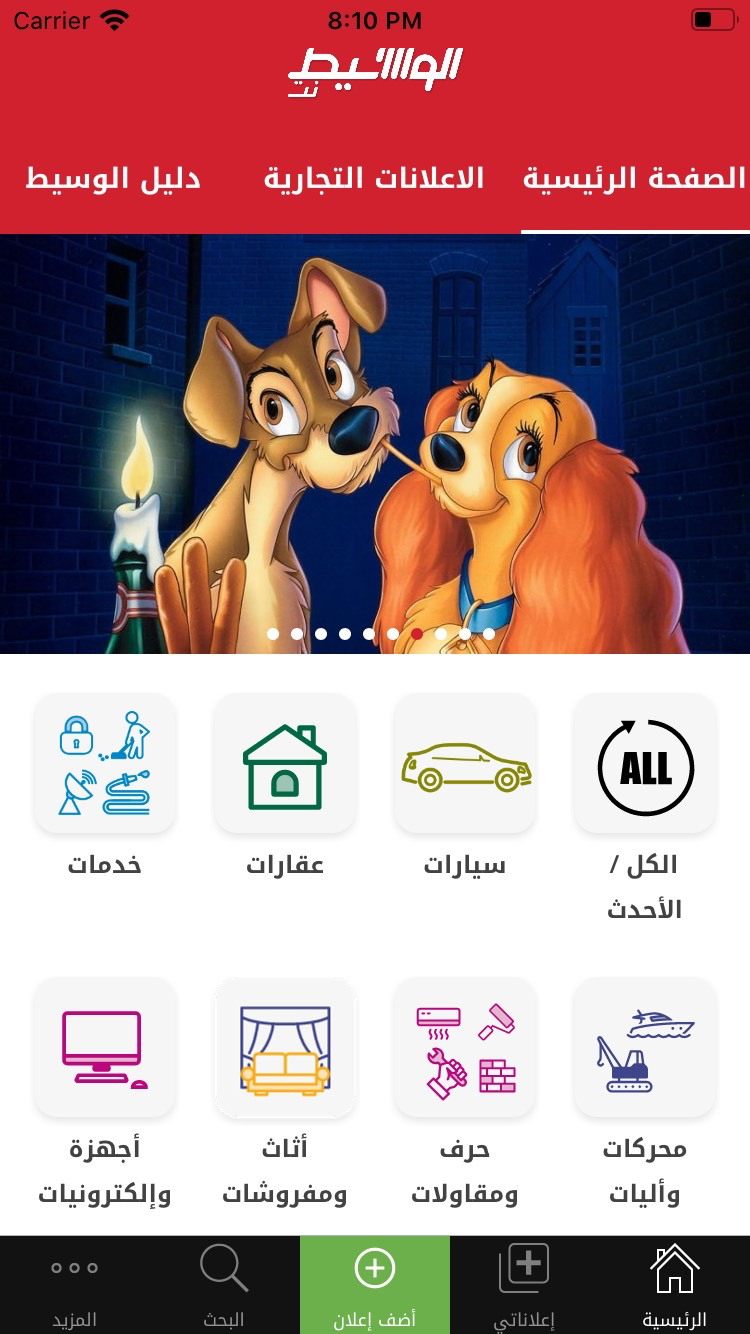 Carrier 8:10 PM
الوسيط
نت
الصفحة الرئيسية الاعلانات التجارية دليل الوسيط
ALL
الكل / سيارات عقارات خدمات
الأحدث
محركات حرف أثاث أجهزة
وأليات ومقاولات ومفروشات وإلكترونيات
الرئيسية إعلاناتي أضف إعلان البحث المزيد